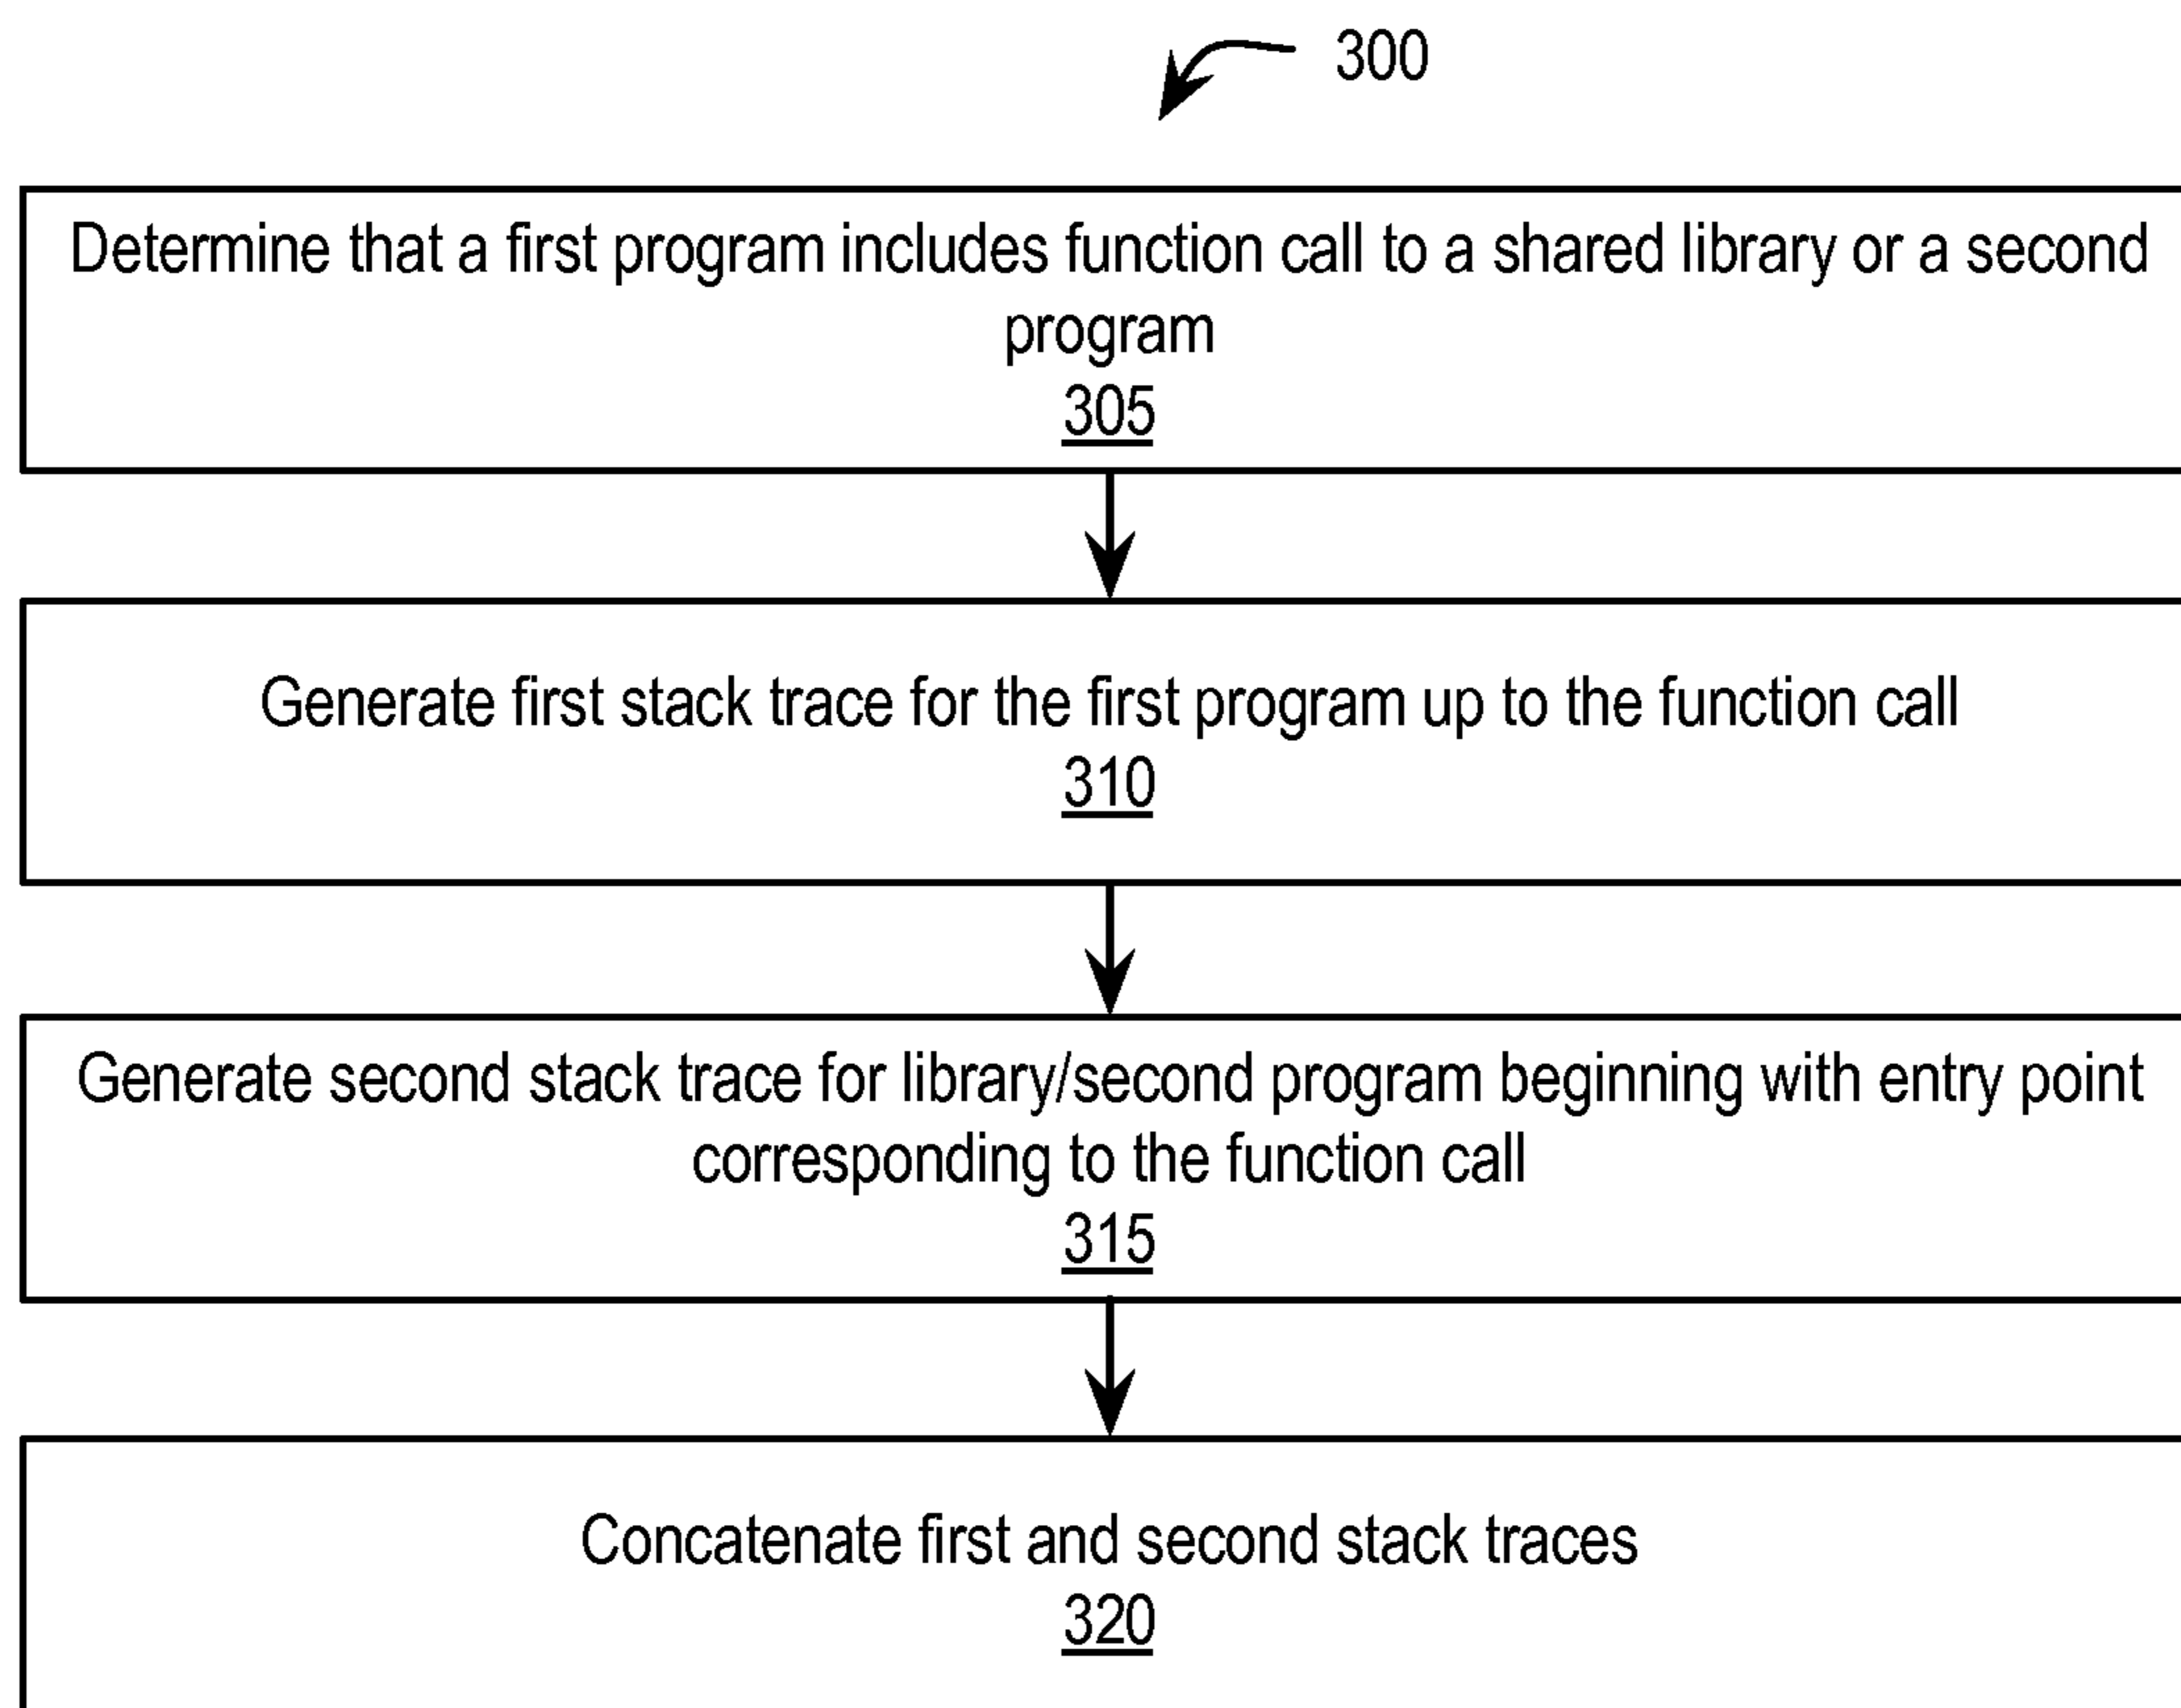 300
Determine that a first program includes function call to a shared library or a second
program
305
Generate first stack trace for the first program up to the function call
310
Generate second stack trace for library/second program beginning with entry point
corresponding to the function call
315
Concatenate first and second stack traces
320